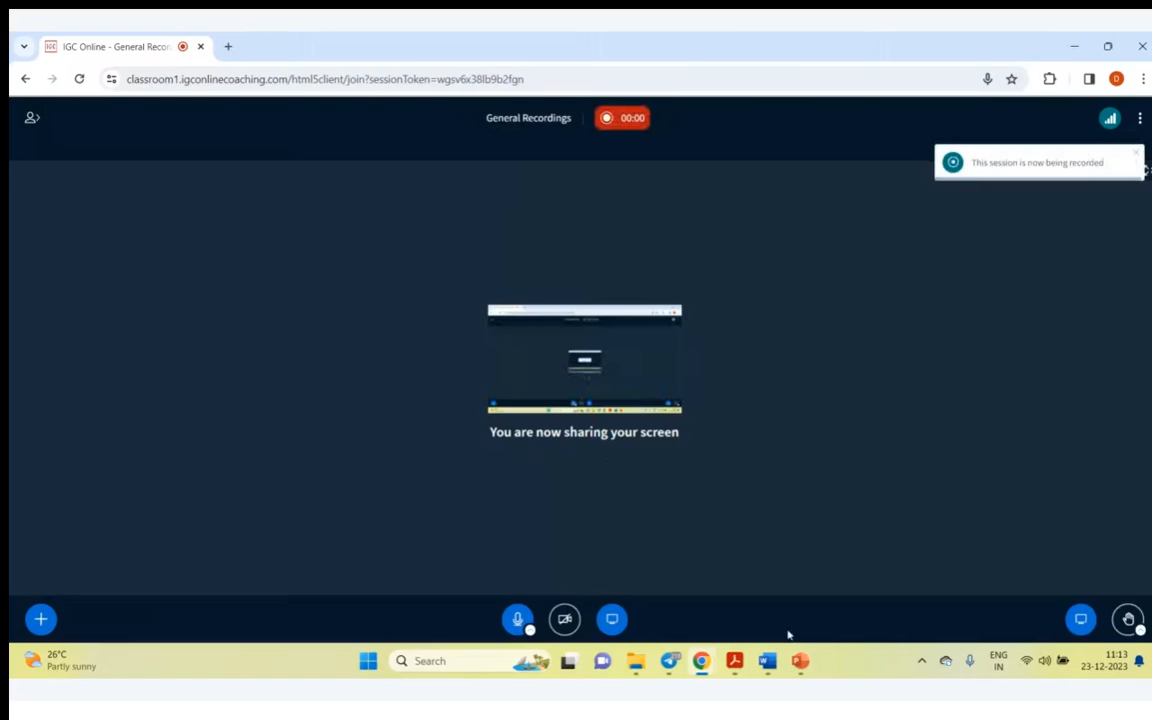 IGC Online - General Recor
classroom1.igconlinecoaching.com/html5client/join?sessionToken=wgsv6x38lb9b2fgn
D
General Recordings
00:00
This session is now being recorded
You are now sharing your screen
26°C
Partly sunny
Search
ENG
IN
11:13
23-12-2023